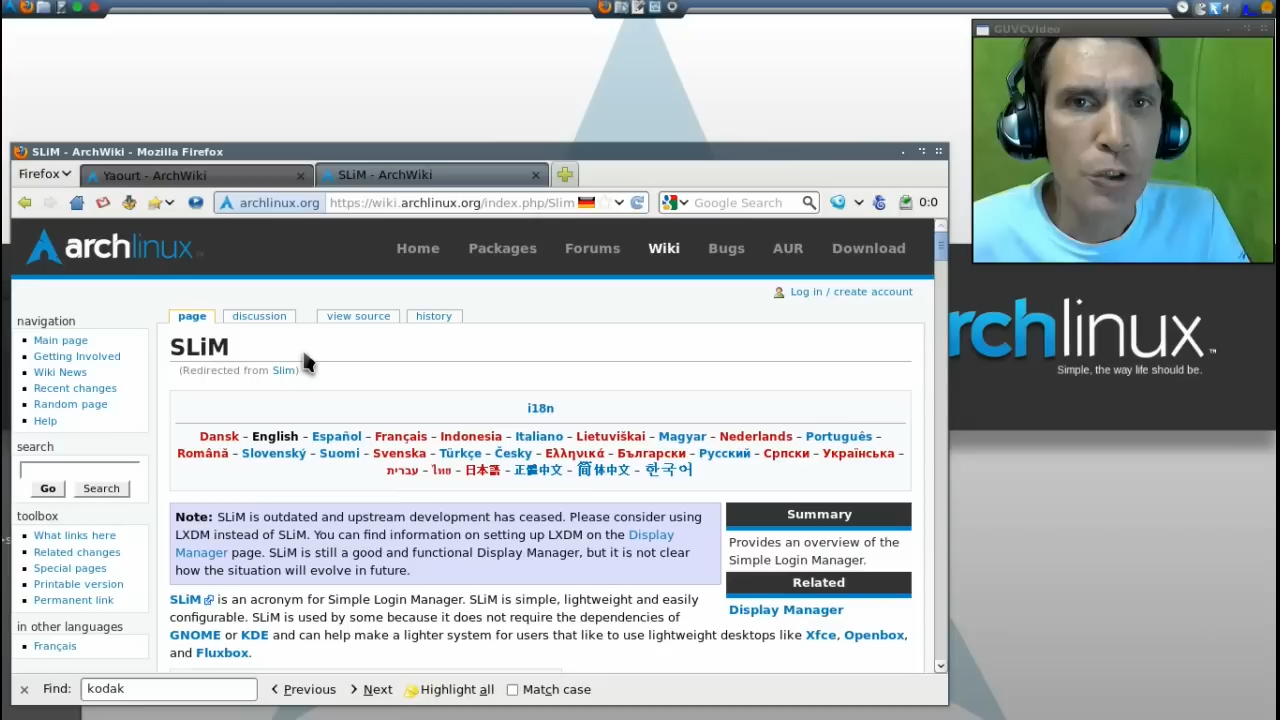 GUVCVideo
SLiM - ArchWiki - Mozilla Firefox
Firefox
Yaourt - ArchWiki
SLiM - ArchWiki
archlinux.org
https://wiki.archlinux.org/index.php/Slim
Google Search
0:0
archlinux
Home Packages Forums Wiki Bugs AUR Download
Log in / create account
page discussion view source history
navigation
Main page
Getting Involved
Wiki News
Recent changes
Random page
Help
search
Go Search
toolbox
What links here
Related changes
Special pages
Printable version
Permanent link
in other languages
Français
SLiM
(Redirected from Slim)
i18n
Dansk – English – Español – Français – Indonesia – Italiano – Lietuviškai – Magyar – Nederlands – Português –
Română – Slovenský – Suomi – Svenska – Türkçe – Česky – Ελληνικά – Български – Русский – Српски – Українська –
עברית – ไทย – 日本語 – 正體中文 – 简体中文 – 한국어
Note: SLiM is outdated and upstream development has ceased. Please consider using
LXDM instead of SLiM. You can find information on setting up LXDM on the Display
Manager page. SLiM is still a good and functional Display Manager, but it is not clear
how the situation will evolve in future.
Summary
Provides an overview of the
Simple Login Manager.
Related
Display Manager
SLiM is an acronym for Simple Login Manager. SLiM is simple, lightweight and easily
configurable. SLiM is used by some because it does not require the dependencies of
GNOME or KDE and can help make a lighter system for users that like to use lightweight desktops like Xfce, Openbox,
and Fluxbox.
Find: kodak Previous Next Highlight all Match case
rchlinux™
Simple, the way life should be.